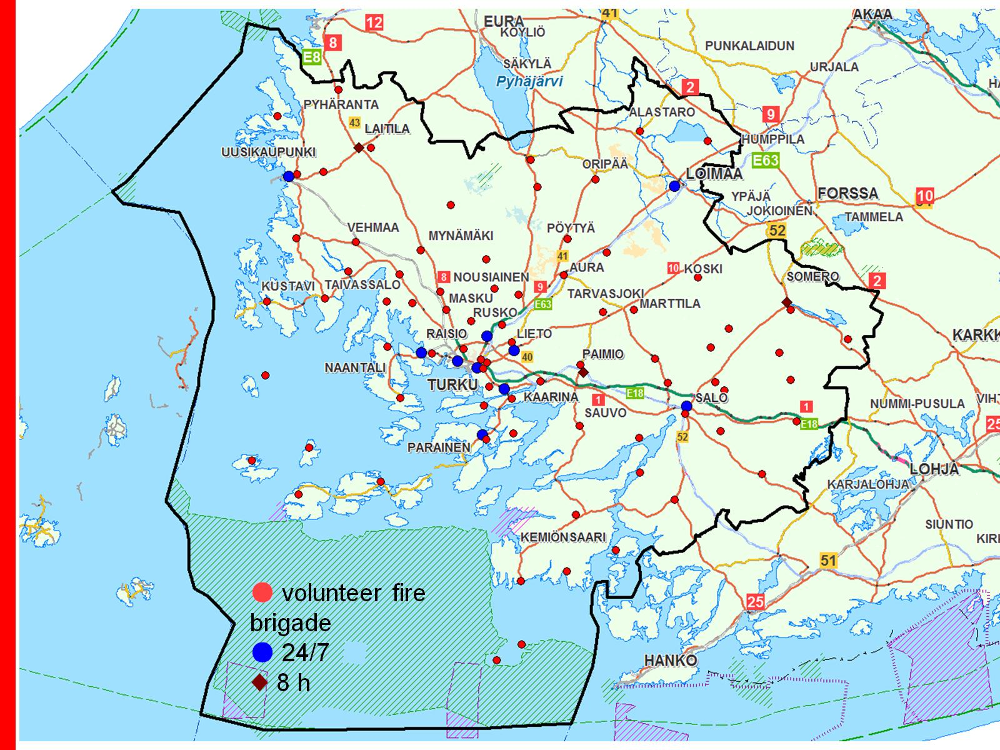 41
AKAA
12
EURA
KÖYLIÖ
8
PUNKALAIDUN
E8
SÄKYLÄ
URJALA
Pyhäjärvi
2
HA
PYHÄRANTA
ALASTARO
43
LAITILA
9
HUMPPILA
UUSIKAUPUNKI
E63
ORIPÄÄ
LOIMAA
YPÄJÄ
FORSSA
10
JOKIOINEN
TAMMELA
VEHMAA
MYNÄMÄKI
PÖYTYÄ
52
41
AURA
10
KOSKI
8
NOUSIAINEN
SOMERO
2
KUSTAVI
TAIVASSALO
9
TARVASJOKI
MASKU
E63
MARTTILA
RUSKO
RAISIO
LIETO
KARKK
40
PAIMIO
NAANTALI
TURKU
KAARINA
1
E18
SALO
NUMMI-PUSULA
VIHT
SAUVO
1
E18
25
52
PARAINEN
LOHJA
KARJALOHJA
SIUNTIO
KEMIÖNSAARI
KIRK
51
25
HANKO
volunteer fire
brigade
24/7
8 h